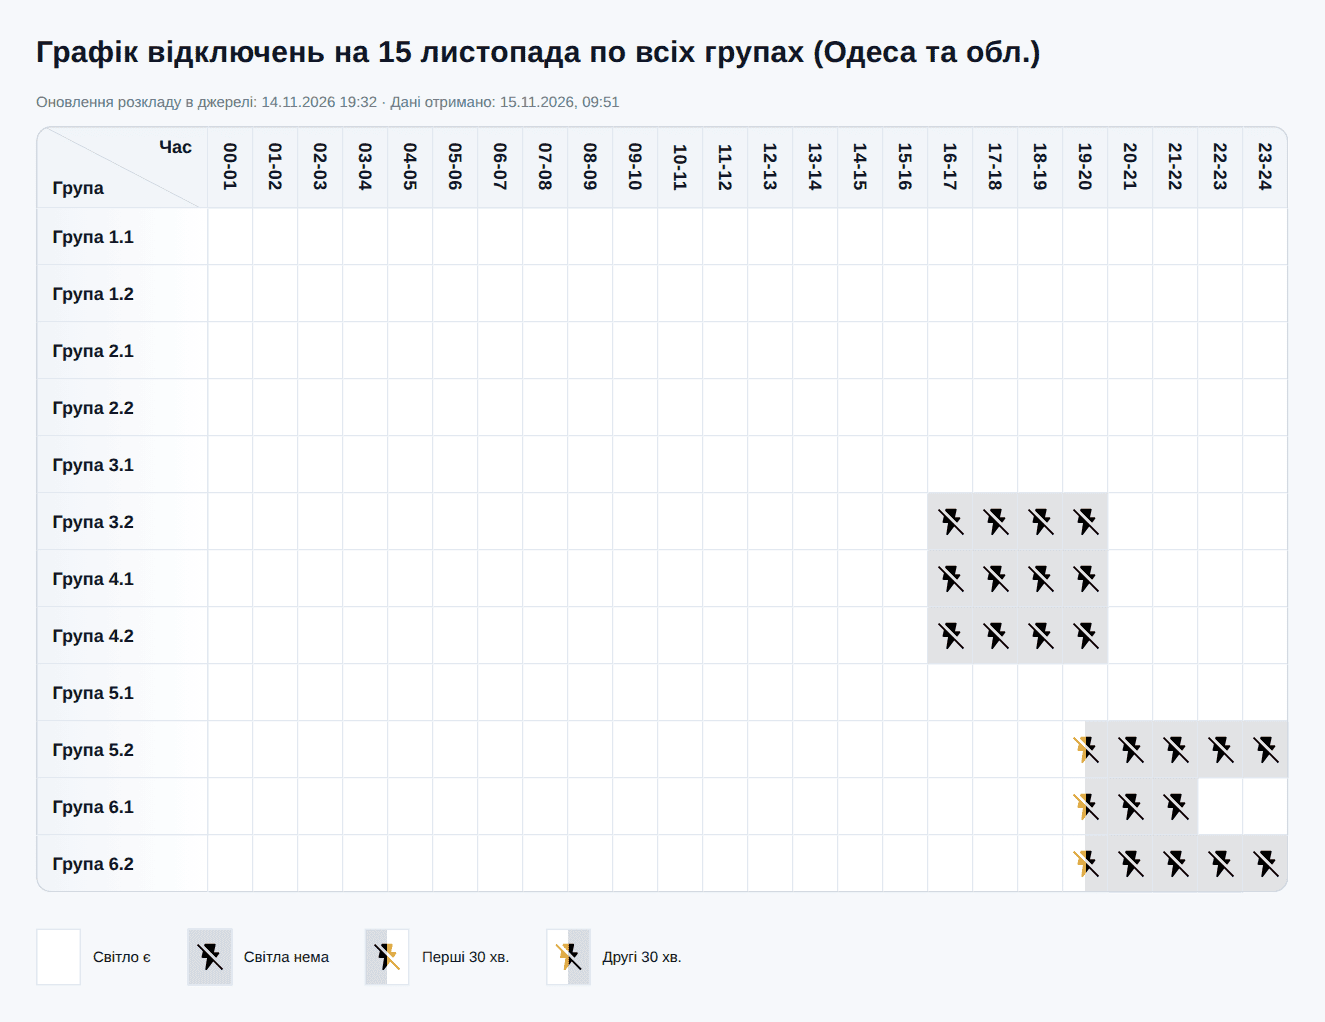 Графік відключень на 15 листопада по всіх групах (Одеса та обл.)
Оновлення розкладу в джерелі: 14.11.2026 19:32 · Дані отримано: 15.11.2026, 09:51
Час
Група
00-01 01-02 02-03 03-04 04-05 05-06 06-07 07-08 08-09 09-10 10-11 11-12 12-13 13-14 14-15 15-16 16-17 17-18 18-19 19-20 20-21 21-22 22-23 23-24
Група 1.1
Група 1.2
Група 2.1
Група 2.2
Група 3.1
Група 3.2
Група 4.1
Група 4.2
Група 5.1
Група 5.2
Група 6.1
Група 6.2
Світло є Світла нема Перші 30 хв. Другі 30 хв.